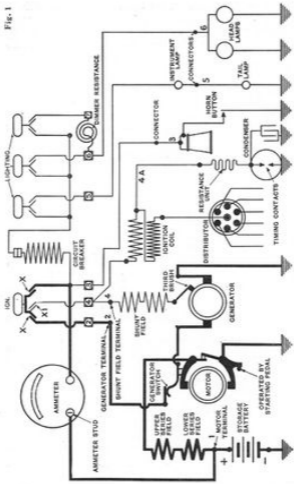 Fig. 1
LIGHTING
DIMMER RESISTANCE
INSTRUMENT
LAMP
CONNECTORS
6
HEAD
LAMPS
5
TAIL
LAMP
CONNECTOR
3
HORN
BUTTON
CONDENSER
CIRCUIT
BREAKER
4A
IGNITION
COIL
RESISTANCE
UNIT
DISTRIBUTOR
TIMING CONTACTS
IGN.
X
X1
X
2
4
GENERATOR TERMINAL
SHUNT FIELD TERMINAL
SHUNT
FIELD
THIRD
BRUSH
GENERATOR
AMMETER
AMMETER STUD
GENERATOR
SWITCH
UPPER
SERIES
FIELD
LOWER
SERIES
FIELD
MOTOR
OPERATED BY
STARTING PEDAL
1
MOTOR
TERMINAL
STORAGE
BATTERY
+
-